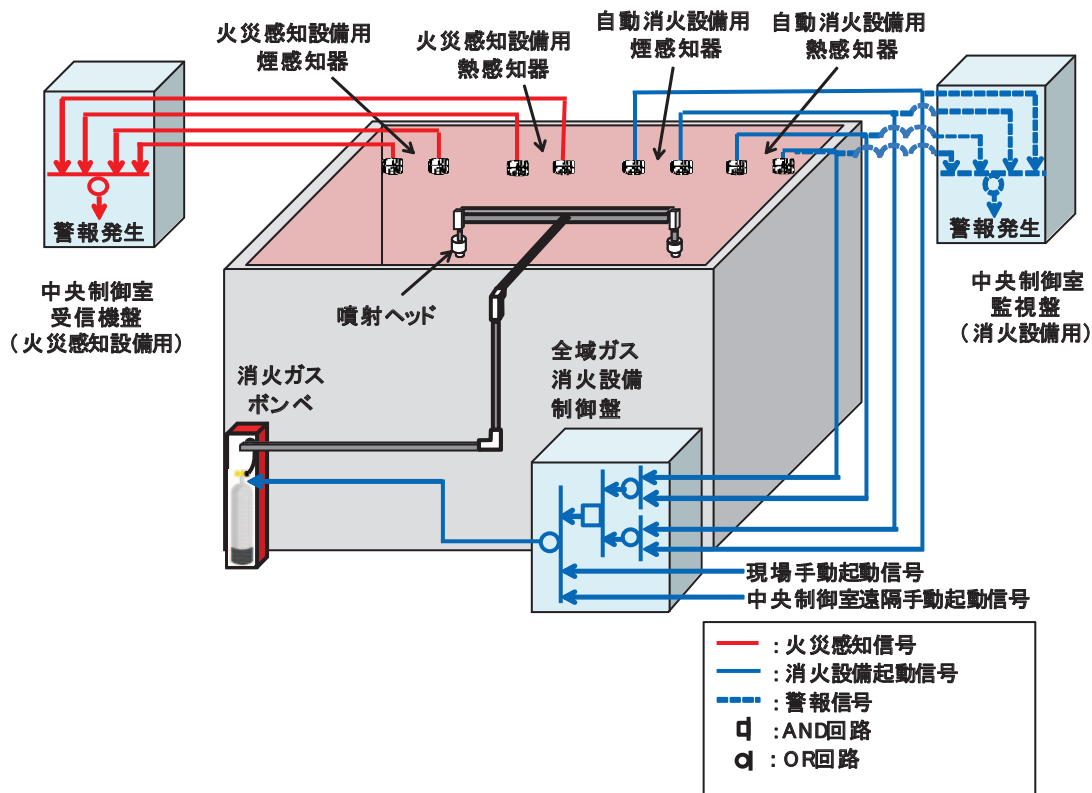 火災感知設備用
煙感知器
火災感知設備用
熱感知器
自動消火設備用
煙感知器
自動消火設備用
熱感知器
警報発生
中央制御室
受信機盤
（火災感知設備用）
警報発生
中央制御室
監視盤
（消火設備用）
噴射ヘッド
消火ガス
ボンベ
全域ガス
消火設備
制御盤
現場手動起動信号
中央制御室遠隔手動起動信号
：火災感知信号
：消火設備起動信号
：警報信号
：AND回路
：OR回路